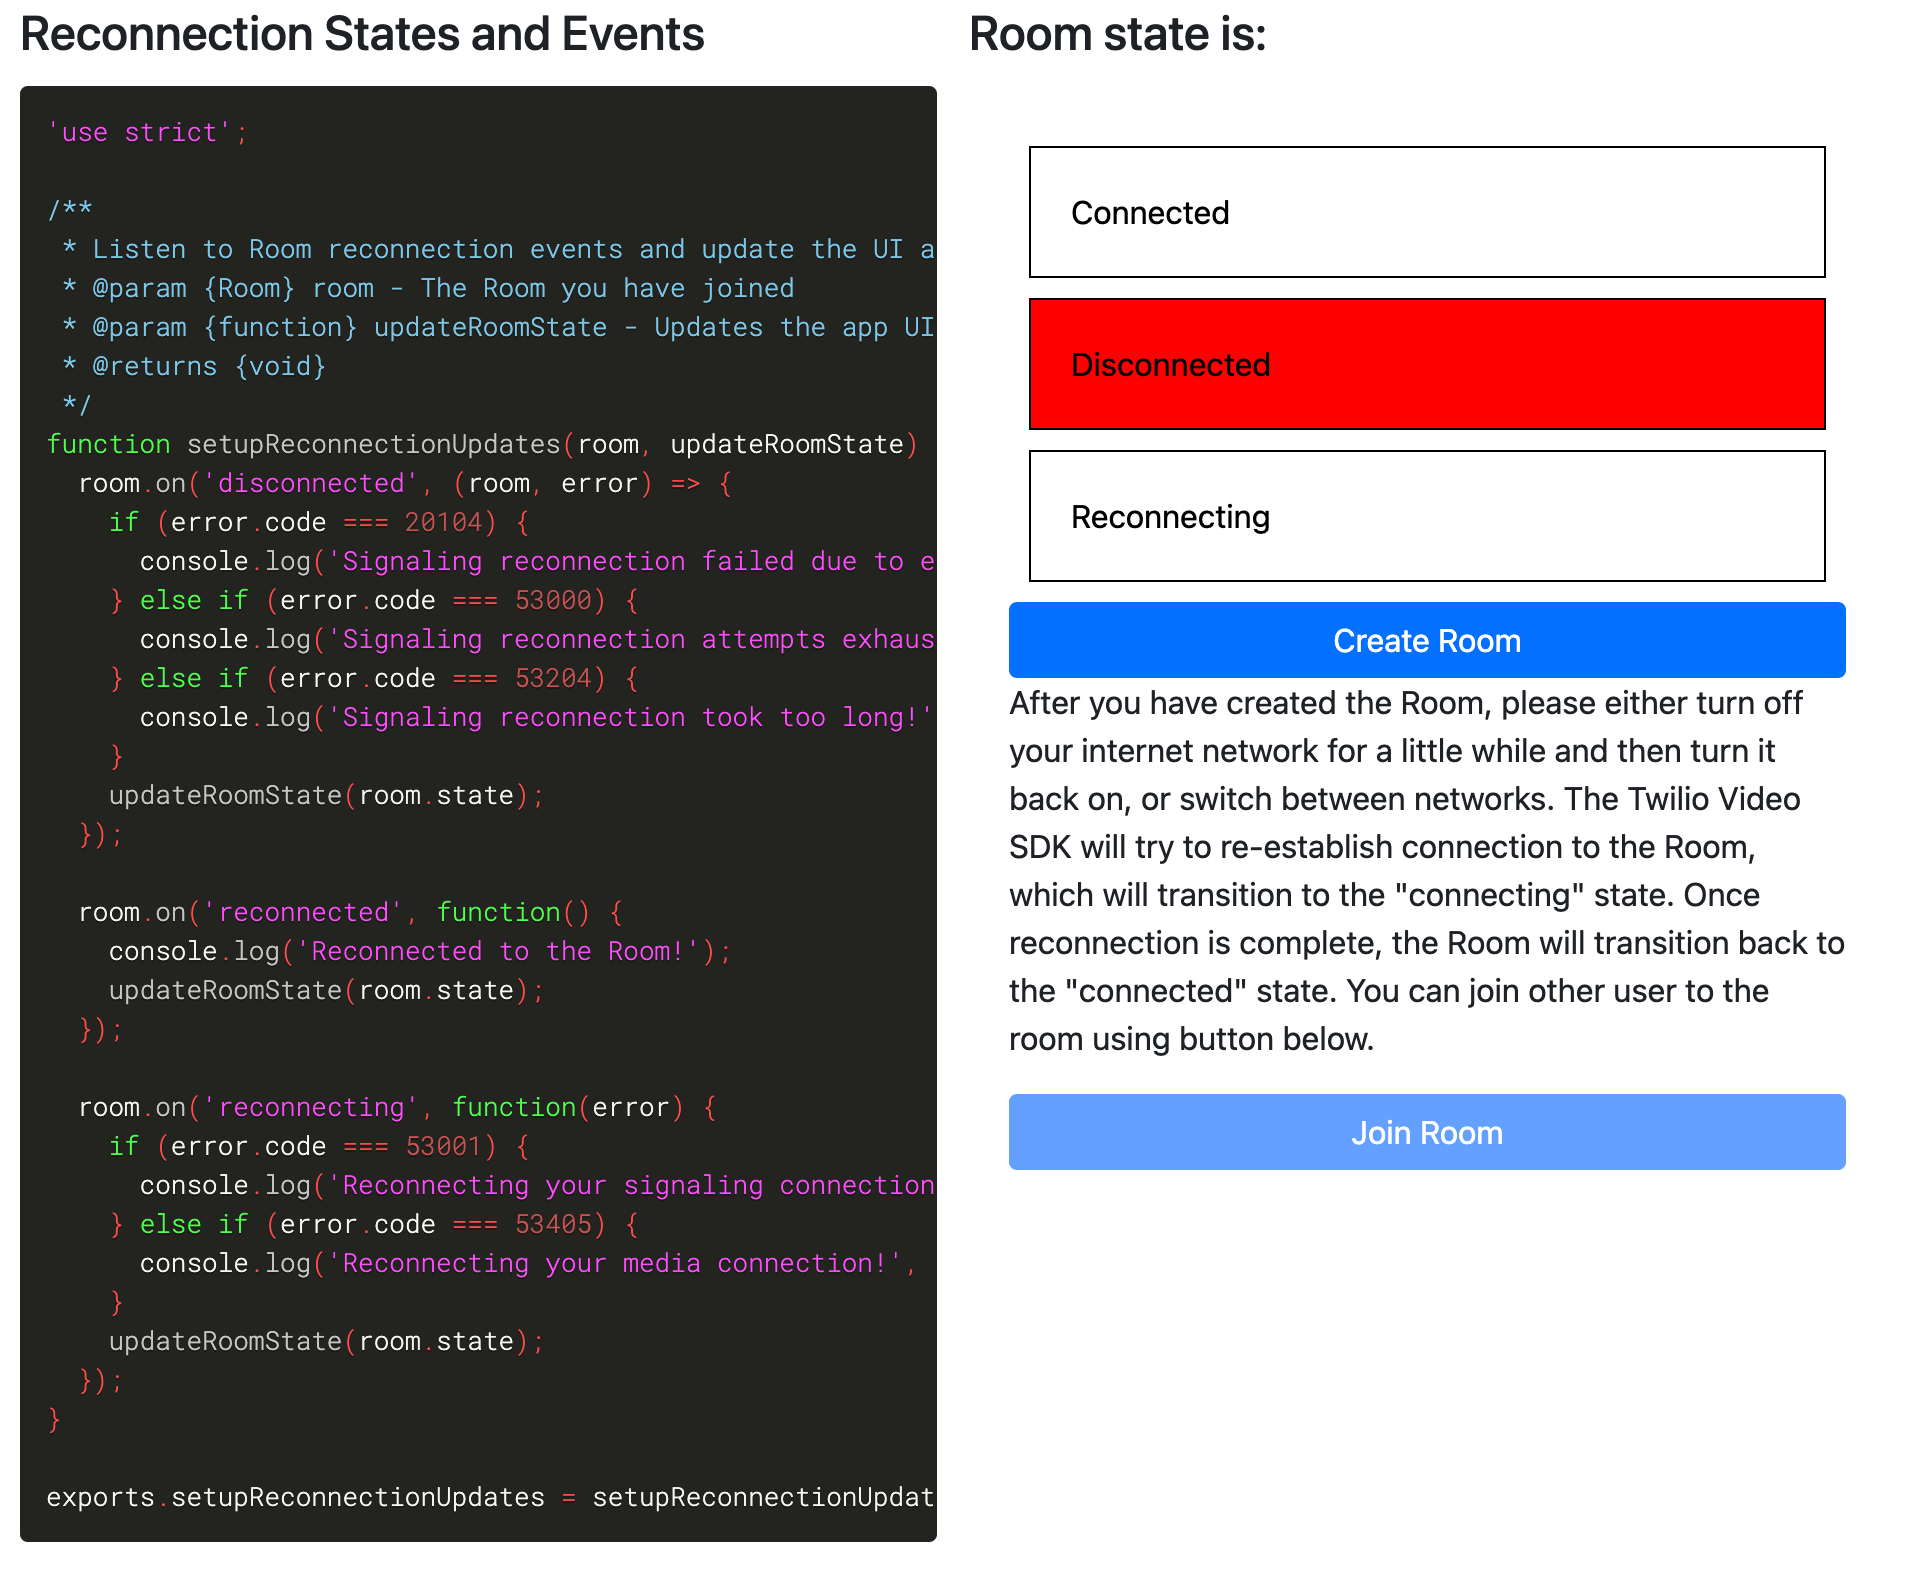 Reconnection States and Events
'use strict';
/**
 * Listen to Room reconnection events and update the UI a
 * @param {Room} room - The Room you have joined
 * @param {function} updateRoomState - Updates the app UI
 * @returns {void}
 */
function setupReconnectionUpdates(room, updateRoomState)
  room.on('disconnected', (room, error) => {
    if (error.code === 20104) {
      console.log('Signaling reconnection failed due to e
    } else if (error.code === 53000) {
      console.log('Signaling reconnection attempts exhaus
    } else if (error.code === 53204) {
      console.log('Signaling reconnection took too long!'
    }
    updateRoomState(room.state);
  });
  room.on('reconnected', function() {
    console.log('Reconnected to the Room!');
    updateRoomState(room.state);
  });
  room.on('reconnecting', function(error) {
    if (error.code === 53001) {
      console.log('Reconnecting your signaling connection
    } else if (error.code === 53405) {
      console.log('Reconnecting your media connection!',
    }
    updateRoomState(room.state);
  });
}
exports.setupReconnectionUpdates = setupReconnectionUpdat
Room state is:
Connected
Disconnected
Reconnecting
Create Room
After you have created the Room, please either turn off
your internet network for a little while and then turn it
back on, or switch between networks. The Twilio Video
SDK will try to re-establish connection to the Room,
which will transition to the "connecting" state. Once
reconnection is complete, the Room will transition back to
the "connected" state. You can join other user to the
room using button below.
Join Room